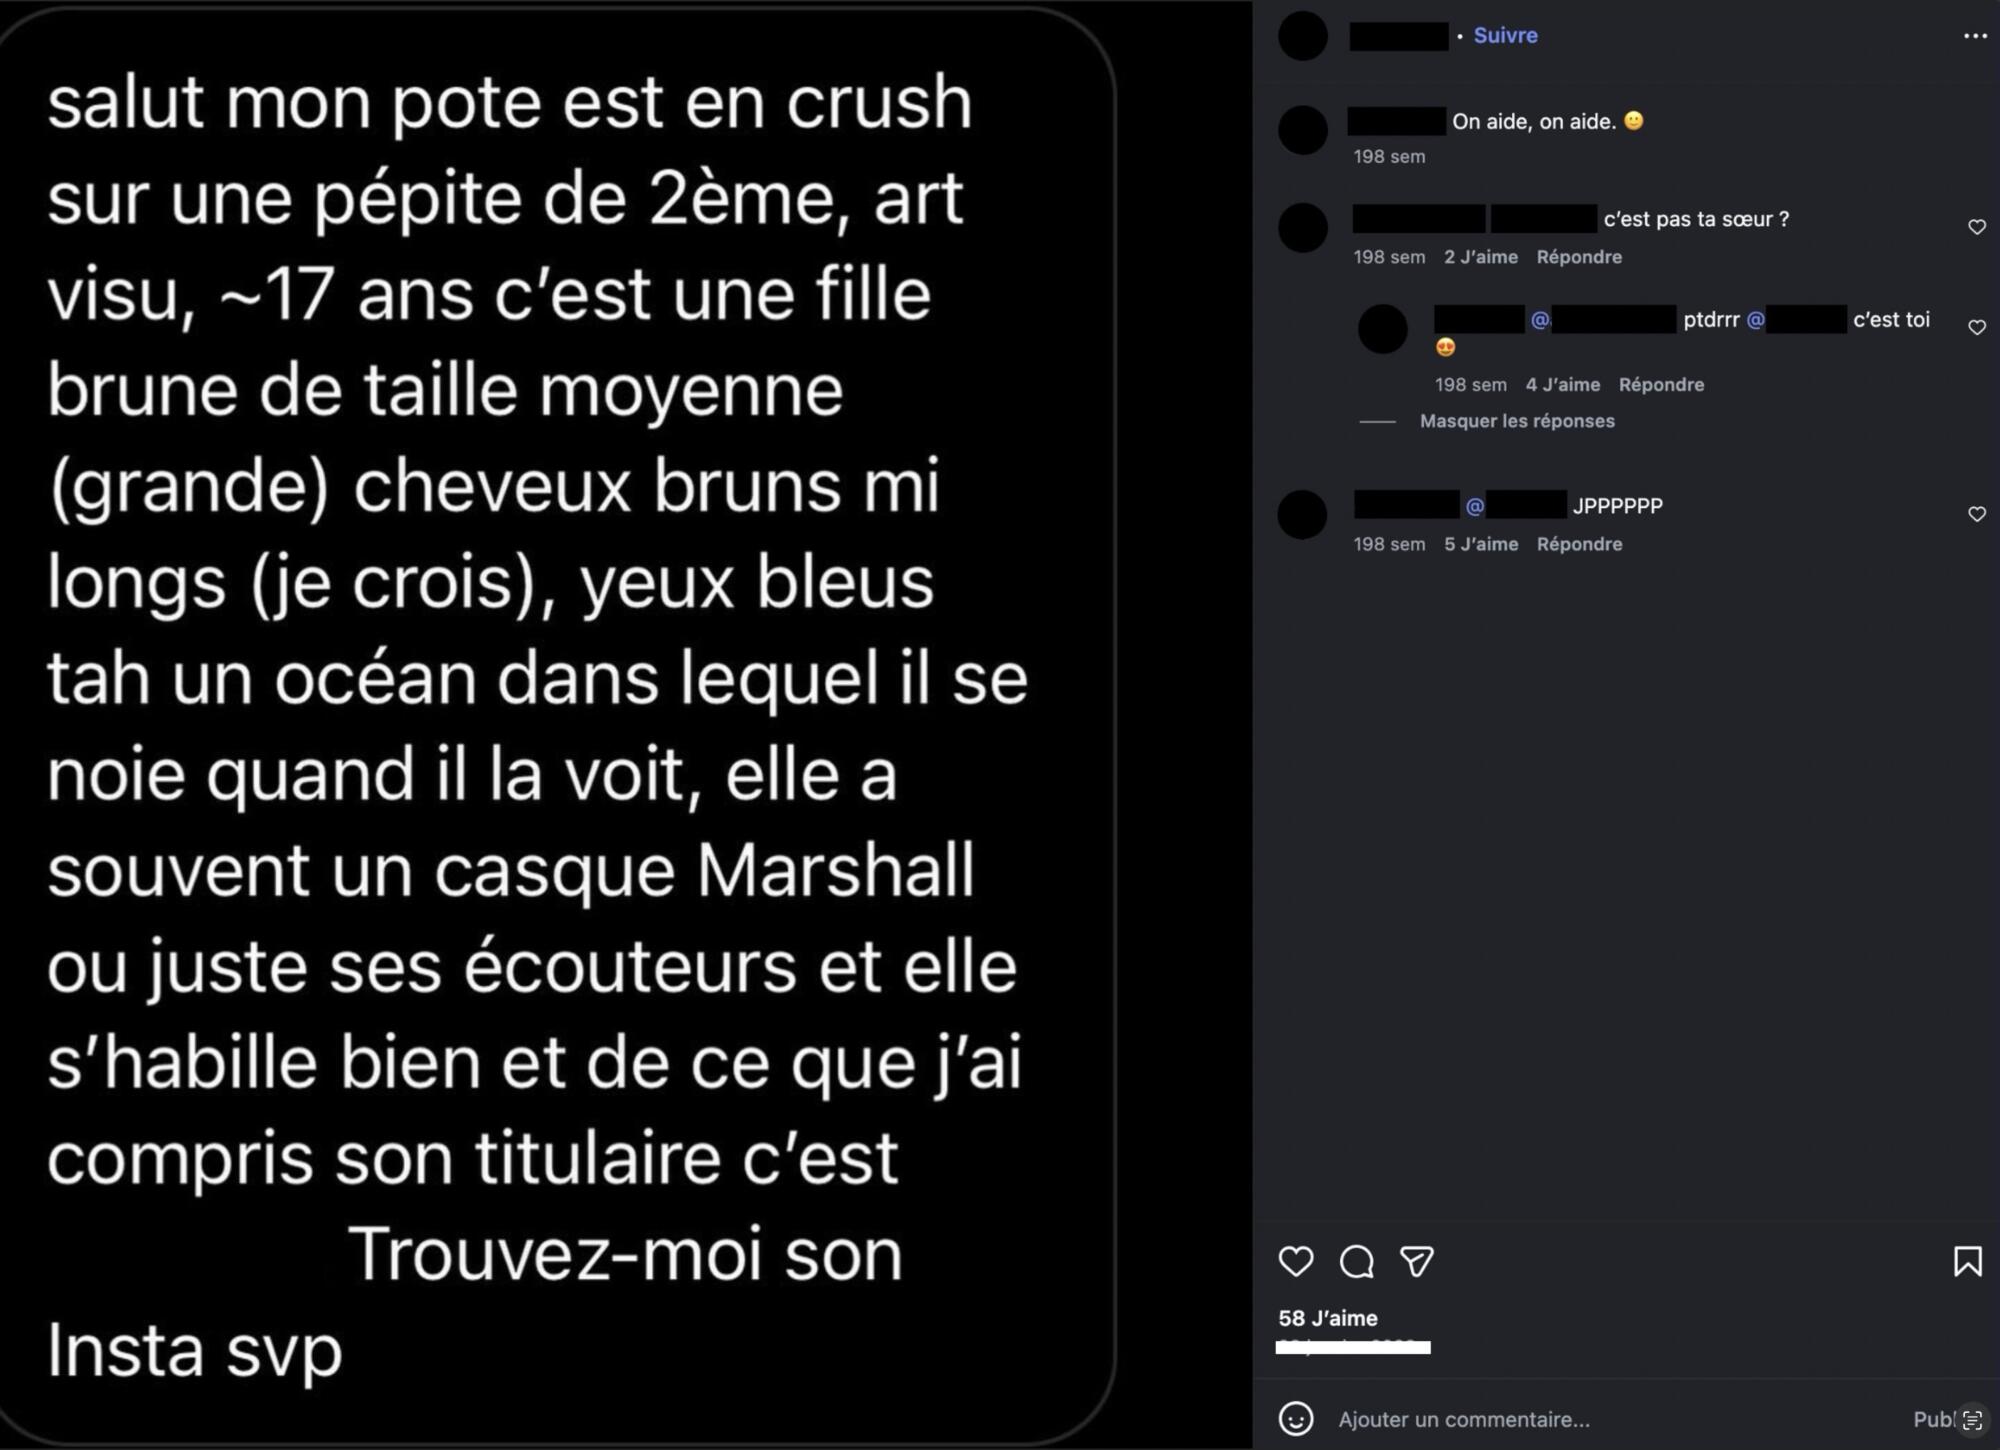 salut mon pote est en crush
sur une pépite de 2ème, art
visu, ~17 ans c’est une fille
brune de taille moyenne
(grande) cheveux bruns mi
longs (je crois), yeux bleus
tah un océan dans lequel il se
noie quand il la voit, elle a
souvent un casque Marshall
ou juste ses écouteurs et elle
s’habille bien et de ce que j’ai
compris son titulaire c’est
Trouvez-moi son
Insta svp
• Suivre
On aide, on aide. 🙂
198 sem
c’est pas ta sœur ?
198 sem 2 J’aime Répondre
@ ptdrrr @ c’est toi
😍
198 sem 4 J’aime Répondre
Masquer les réponses
@ JPPPPPP
198 sem 5 J’aime Répondre
58 J’aime
Ajouter un commentaire...
Publ